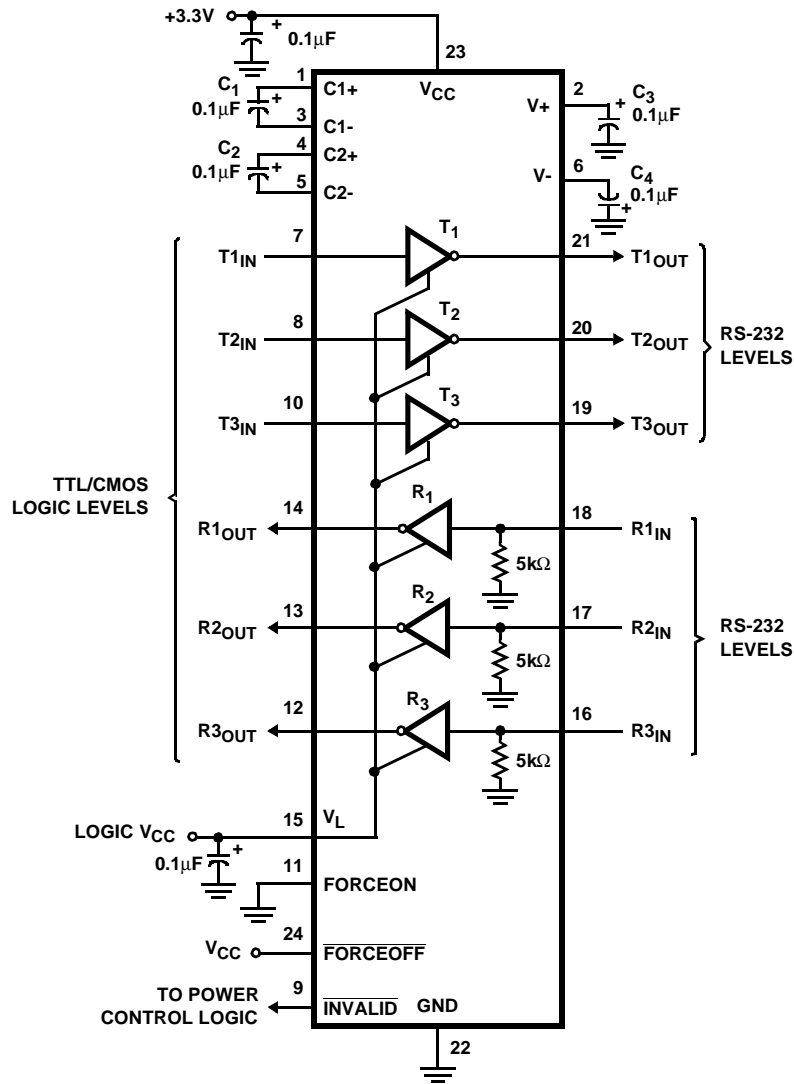 +3.3V
+
0.1µF
23
1
C1+
VCC
2
C1
0.1µF
+
V+
+
C3
0.1µF
3
C1-
4
C2+
C2
0.1µF
+
5
C2-
6
V-
C4
0.1µF
+
T1
7
21
T1IN
T1OUT
T2
8
20
T2IN
T2OUT
RS-232
LEVELS
T3
10
19
T3IN
T3OUT
TTL/CMOS
LOGIC LEVELS
R1
14
18
R1OUT
R1IN
5kΩ
R2
13
17
R2OUT
R2IN
5kΩ
RS-232
LEVELS
R3
12
16
R3OUT
R3IN
5kΩ
15
VL
LOGIC VCC
+
0.1µF
11
FORCEON
24
VCC
FORCEOFF
9
TO POWER
CONTROL LOGIC
INVALID
GND
22